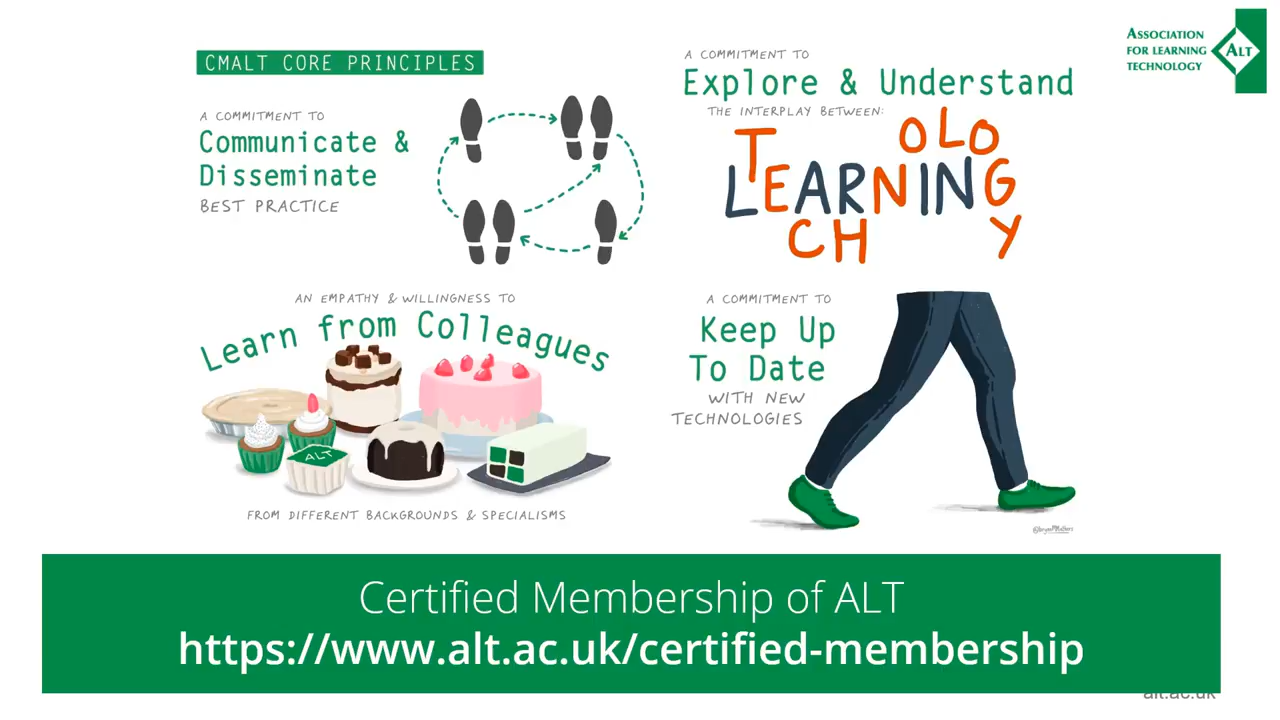 CMALT CORE PRINCIPLES
A COMMITMENT TO
Communicate &
Disseminate
BEST PRACTICE
A COMMITMENT TO
Explore & Understand
THE INTERPLAY BETWEEN:
LEARNING
TECHNOLOGY
ASSOCIATION
FOR LEARNING
TECHNOLOGY
ALT
AN EMPATHY & WILLINGNESS TO
Learn from Colleagues
ALT
FROM DIFFERENT BACKGROUNDS & SPECIALISMS
A COMMITMENT TO
Keep Up
To Date
WITH NEW
TECHNOLOGIES
Certified Membership of ALT
https://www.alt.ac.uk/certified-membership
alt.ac.uk